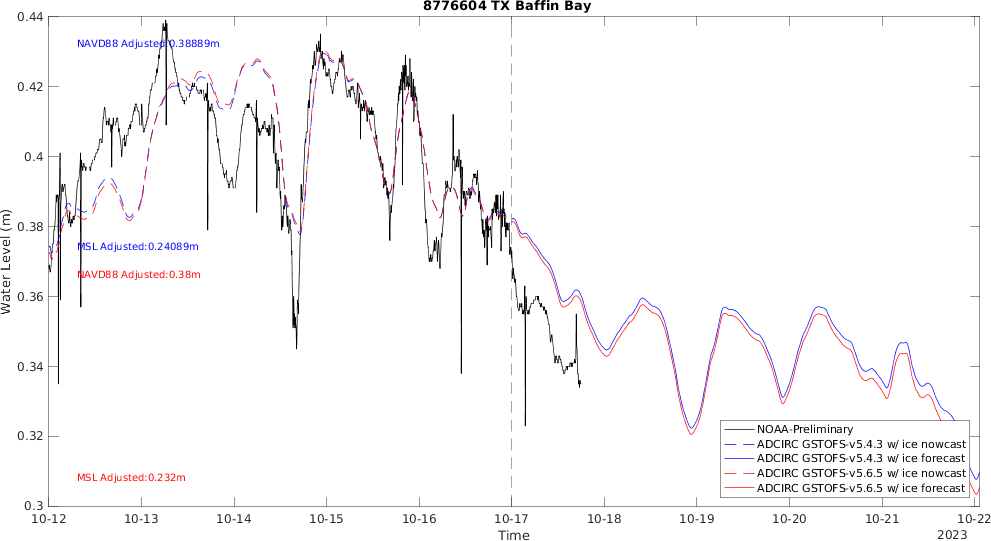 8776604 TX Baffin Bay
0.44
NAVD88 Adjusted:0.38889m
0.42
0.4
0.38
MSL Adjusted:0.24089m
NAVD88 Adjusted:0.38m
0.36
0.34
0.32
0.3
MSL Adjusted:0.232m
Water Level (m)
NOAA-Preliminary
ADCIRC GSTOFS-v5.4.3 w/ ice nowcast
ADCIRC GSTOFS-v5.4.3 w/ ice forecast
ADCIRC GSTOFS-v5.6.5 w/ ice nowcast
ADCIRC GSTOFS-v5.6.5 w/ ice forecast
10-12 10-13 10-14 10-15 10-16 10-17 10-18 10-19 10-20 10-21 10-22
Time
2023